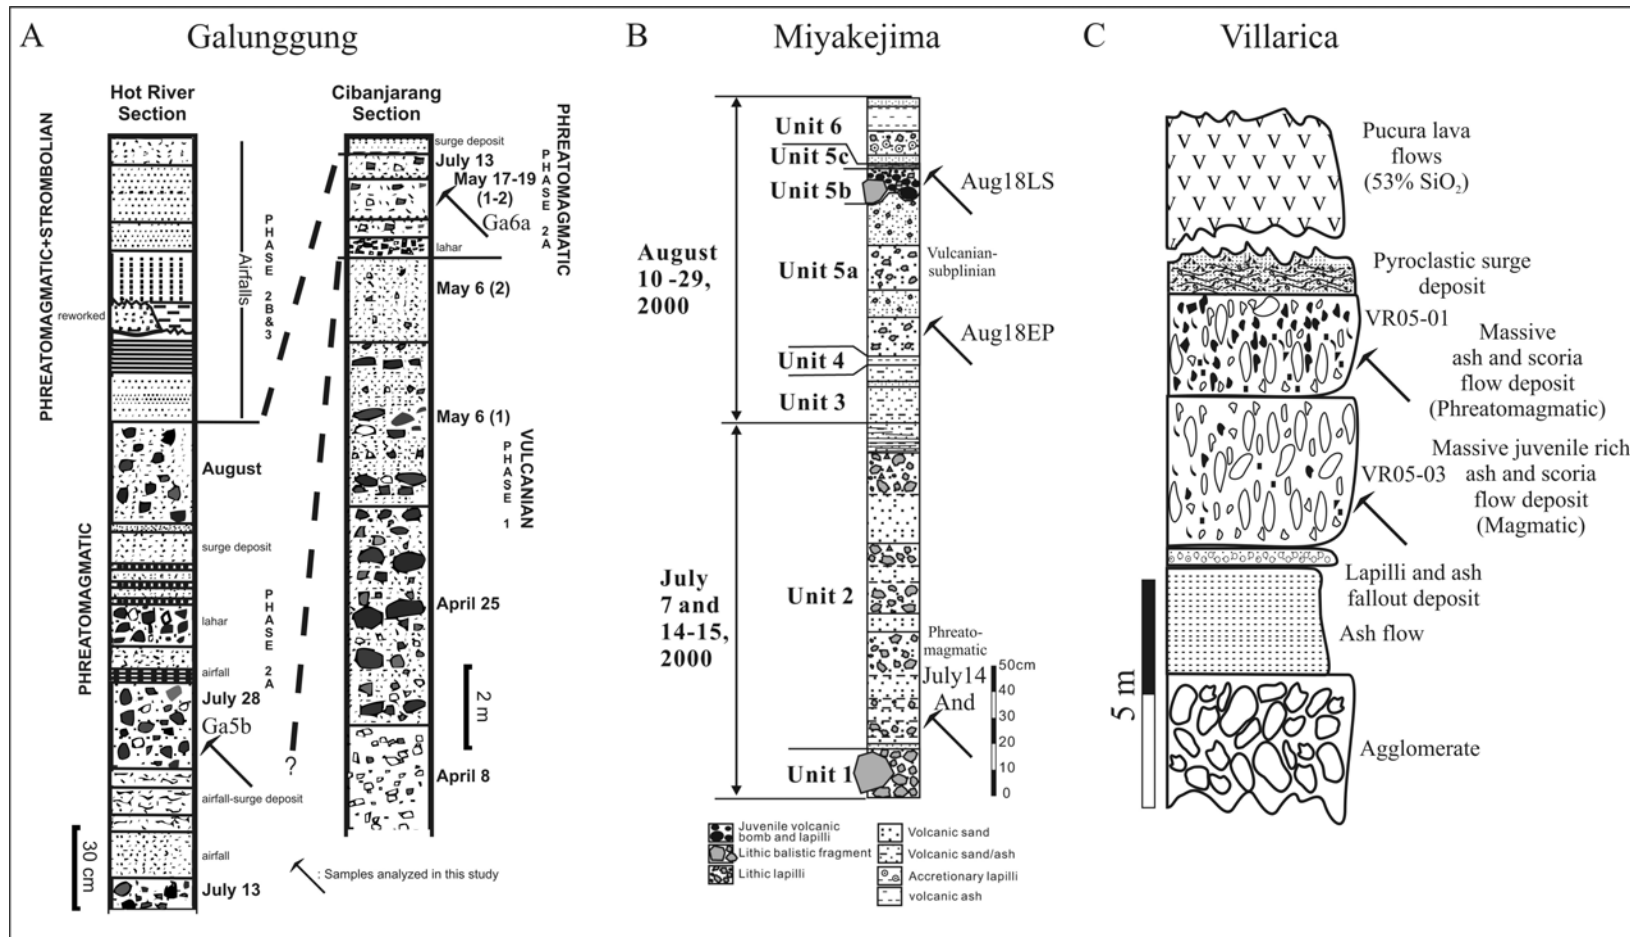 A
Galunggung
Hot River
Section
Cibanjarang
Section
PHREATOMAGMATIC+STROMBOLIAN
PHASE 2B&3
Airfalls
reworked
August
surge deposit
PHREATOMAGMATIC
PHASE 2A
lahar
airfall
July 28
Ga5b
airfall-surge deposit
airfall
July 13
30 cm
surge deposit
July 13
May 17-19
(1-2)
Ga6a
lahar
PHREATOMAGMATIC
PHASE 2A
May 6 (2)
May 6 (1)
VULCANIAN
PHASE 1
April 25
2 m
April 8
?
: Samples analyzed in this study
B
Miyakejima
August
10 -29,
2000
Unit 6
Unit 5c
Unit 5b
Aug18LS
Unit 5a
Vulcanian-
subplinian
Aug18EP
Unit 4
Unit 3
July
7 and
14-15,
2000
Unit 2
Phreato-
magmatic
July14
And
Unit 1
50cm
40
30
20
10
0
Juvenile volcanic
bomb and lapilli
Lithic balistic fragment
Lithic lapilli
Volcanic sand
Volcanic sand/ash
Accretionary lapilli
volcanic ash
C
Villarica
Pucura lava
flows
(53% SiO₂)
V V V V V
V V V V
V V V V V
V V V V
V V V V V
V V V V
Pyroclastic surge
deposit
VR05-01
Massive
ash and scoria
flow deposit
(Phreatomagmatic)
Massive juvenile rich
ash and scoria
flow deposit
(Magmatic)
VR05-03
Lapilli and ash
fallout deposit
Ash flow
Agglomerate
5 m